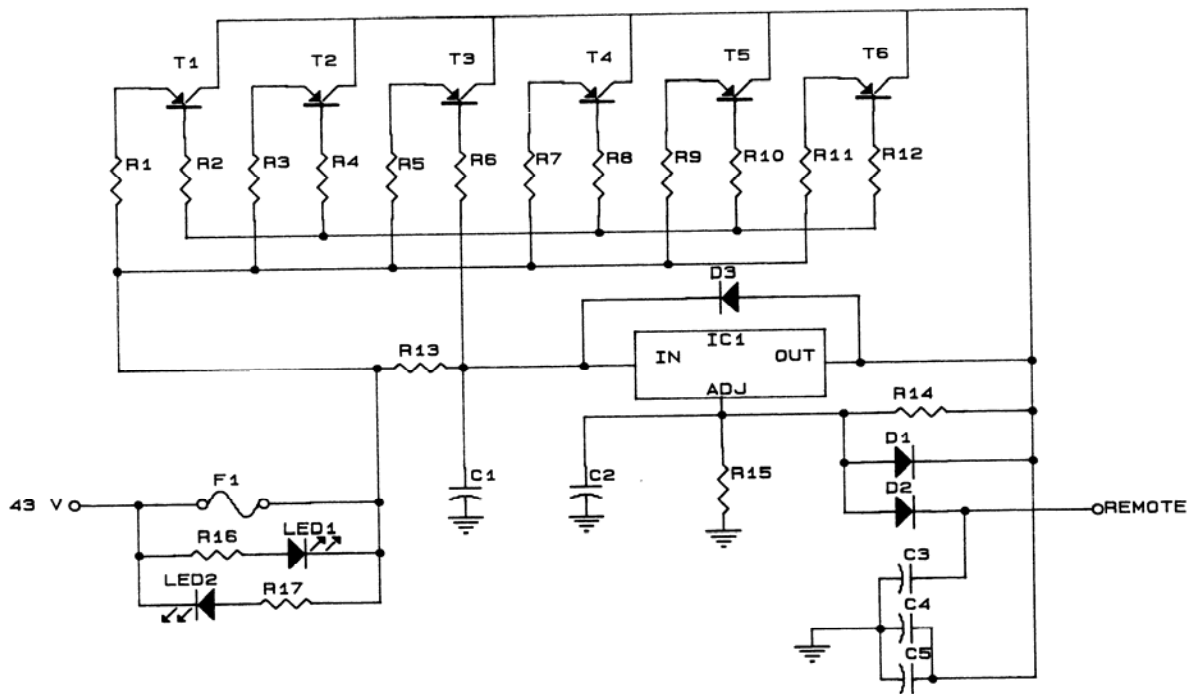 T1 T2 T3 T4 T5 T6
R1 R2 R3 R4 R5 R6 R7 R8 R9 R10 R11 R12
D3
R13
IN IC1 OUT
ADJ
R14
D1
R15
C1 C2
D2
F1
43 V
REMOTE
R16 LED1
LED2 R17
C3
C4
C5